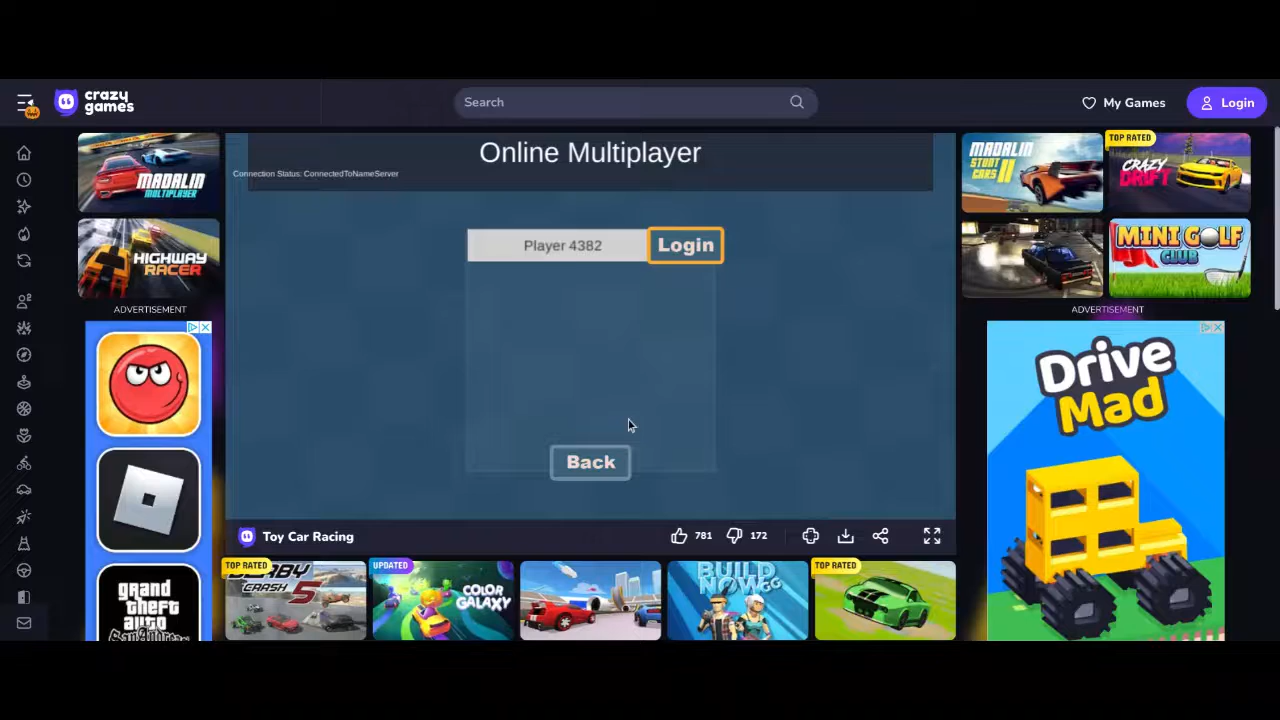 crazy
games
Search
My Games
Login
MADALIN
MULTIPLAYER
HIGHWAY
RACER
ADVERTISEMENT
Online Multiplayer
Connection Status: ConnectedToNameServer
Player 4382
Login
Back
Toy Car Racing
781
172
MADALIN
STUNT
CARS II
TOP RATED
CRAZY
DRIFT
MINI GOLF
CLUB
ADVERTISEMENT
Drive
Mad
grand
theft
auto
TOP RATED
DERBY
CRASH 5
UPDATED
COLOR
GALAXY
BUILD
NOW GG
TOP RATED